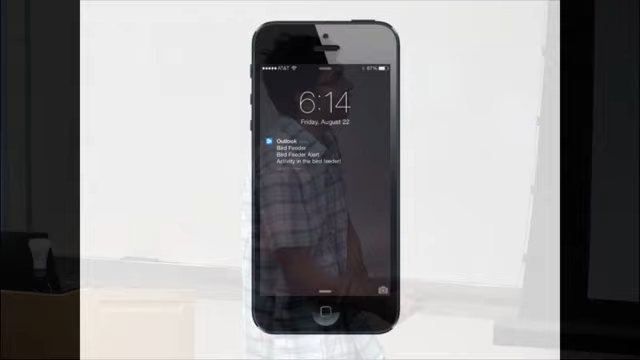 AT&T
67%
6:14
Friday, August 22
Outlook
Bird Feeder
Bird Feeder Alert
Activity in the bird feeder!